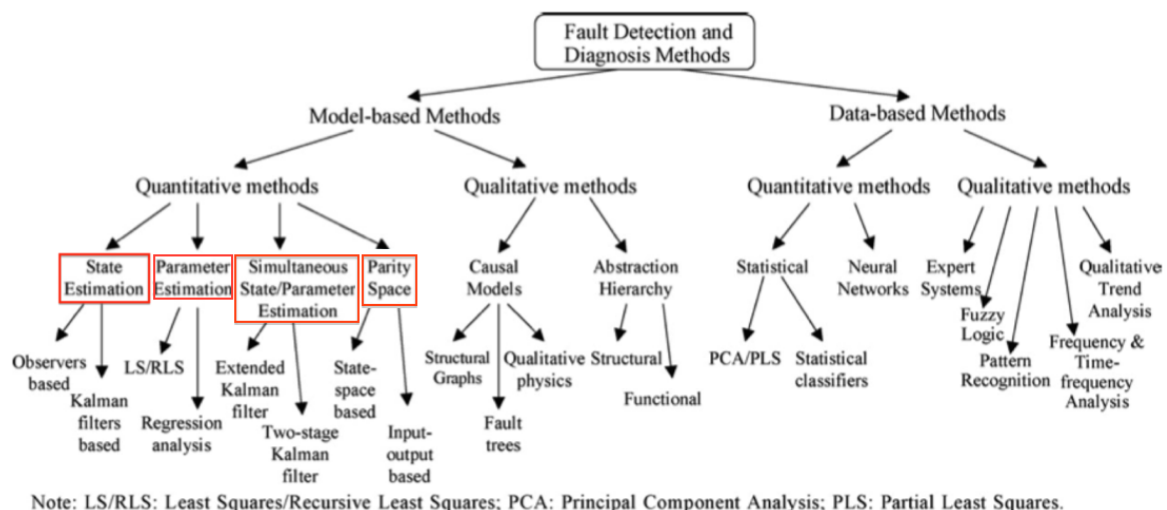 Fault Detection and
Diagnosis Methods
Model-based Methods
Data-based Methods
Quantitative methods
Qualitative methods
Quantitative methods
Qualitative methods
State
Estimation
Parameter
Estimation
Simultaneous
State/Parameter
Estimation
Parity
Space
Causal
Models
Abstraction
Hierarchy
Statistical
Neural
Networks
Expert
Systems
Fuzzy
Logic
Pattern
Recognition
Frequency &
Time-
frequency
Analysis
Qualitative
Trend
Analysis
Observers
based
Kalman
filters
based
LS/RLS
Regression
analysis
Extended
Kalman
filter
Two-stage
Kalman
filter
State-
space
based
Input-
output
based
Structural
Graphs
Fault
trees
Qualitative
physics
Structural
Functional
PCA/PLS
Statistical
classifiers
Note: LS/RLS: Least Squares/Recursive Least Squares; PCA: Principal Component Analysis; PLS: Partial Least Squares.